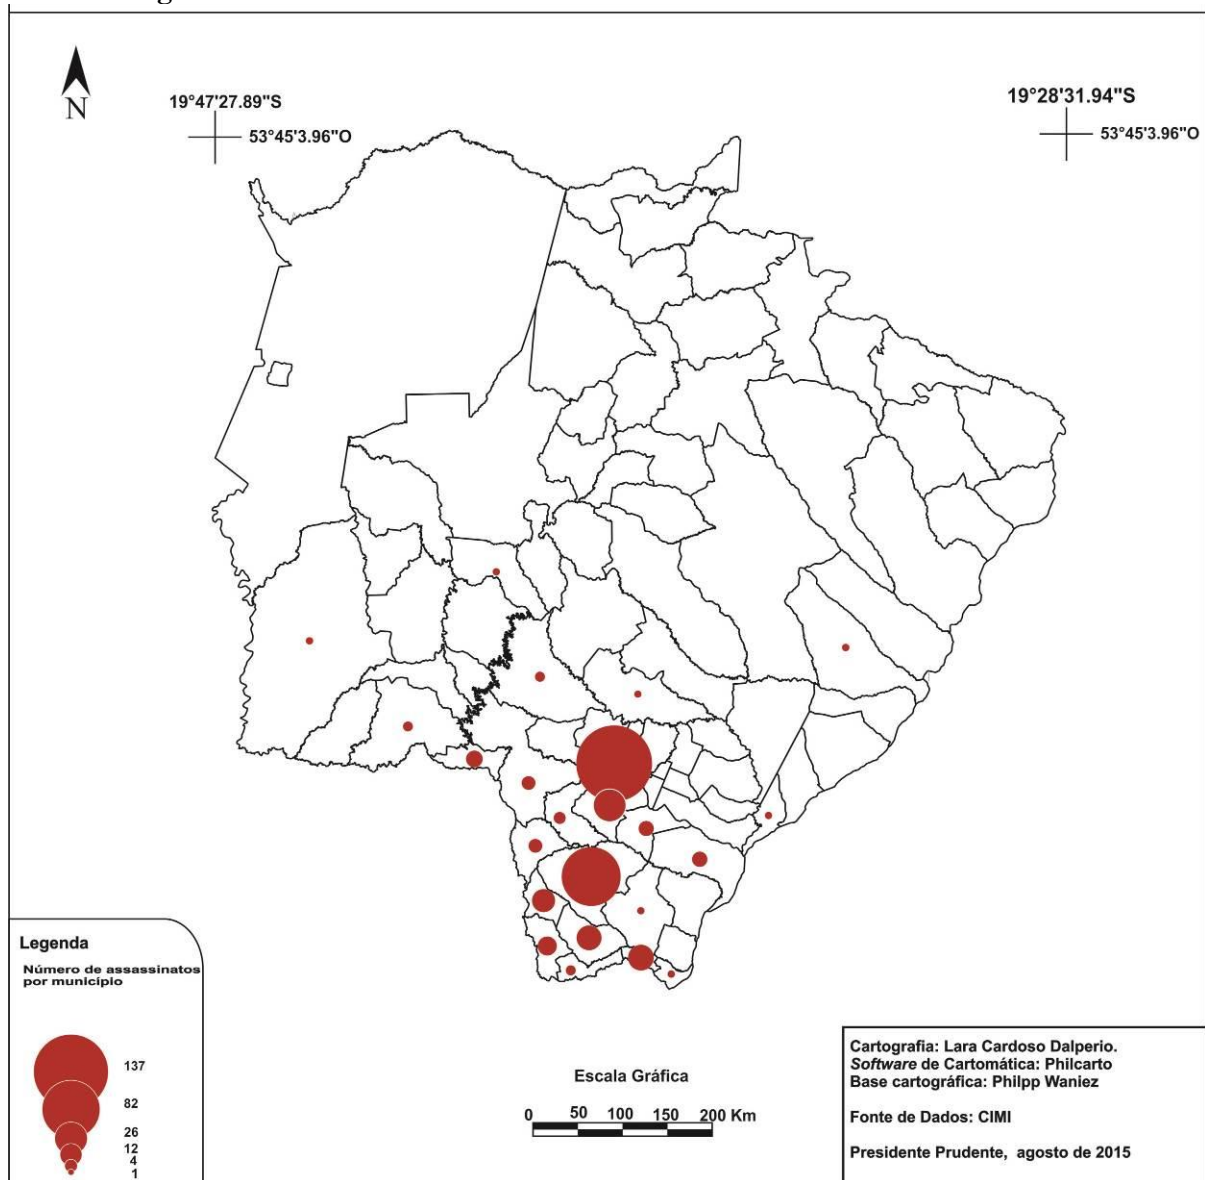 N
19°47'27.89"S
53°45'3.96"O
19°28'31.94"S
53°45'3.96"O
Legenda
Número de assassinatos
por município
137
82
26
12
4
1
Escala Gráfica
0 50 100 150 200 Km
Cartografia: Lara Cardoso Dalperio.
Software de Cartomática: Philcarto
Base cartográfica: Philpp Waniez
Fonte de Dados: CIMI
Presidente Prudente, agosto de 2015